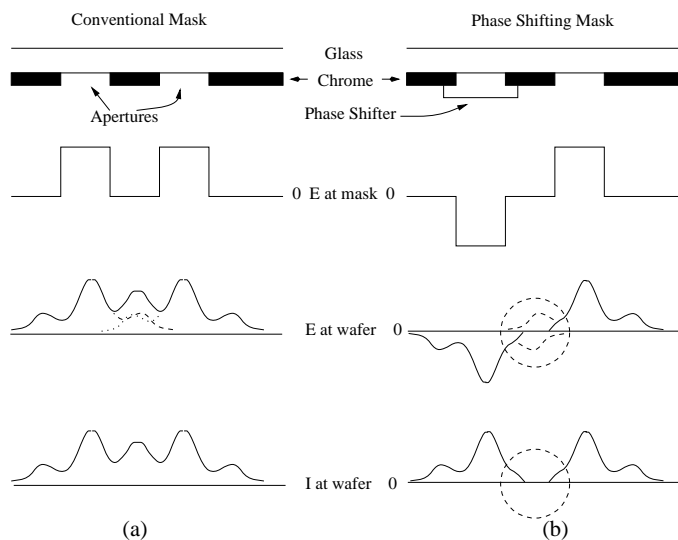 Conventional Mask
Phase Shifting Mask
Glass
Chrome
Apertures
Phase Shifter
0 E at mask 0
E at wafer 0
I at wafer 0
(a)
(b)